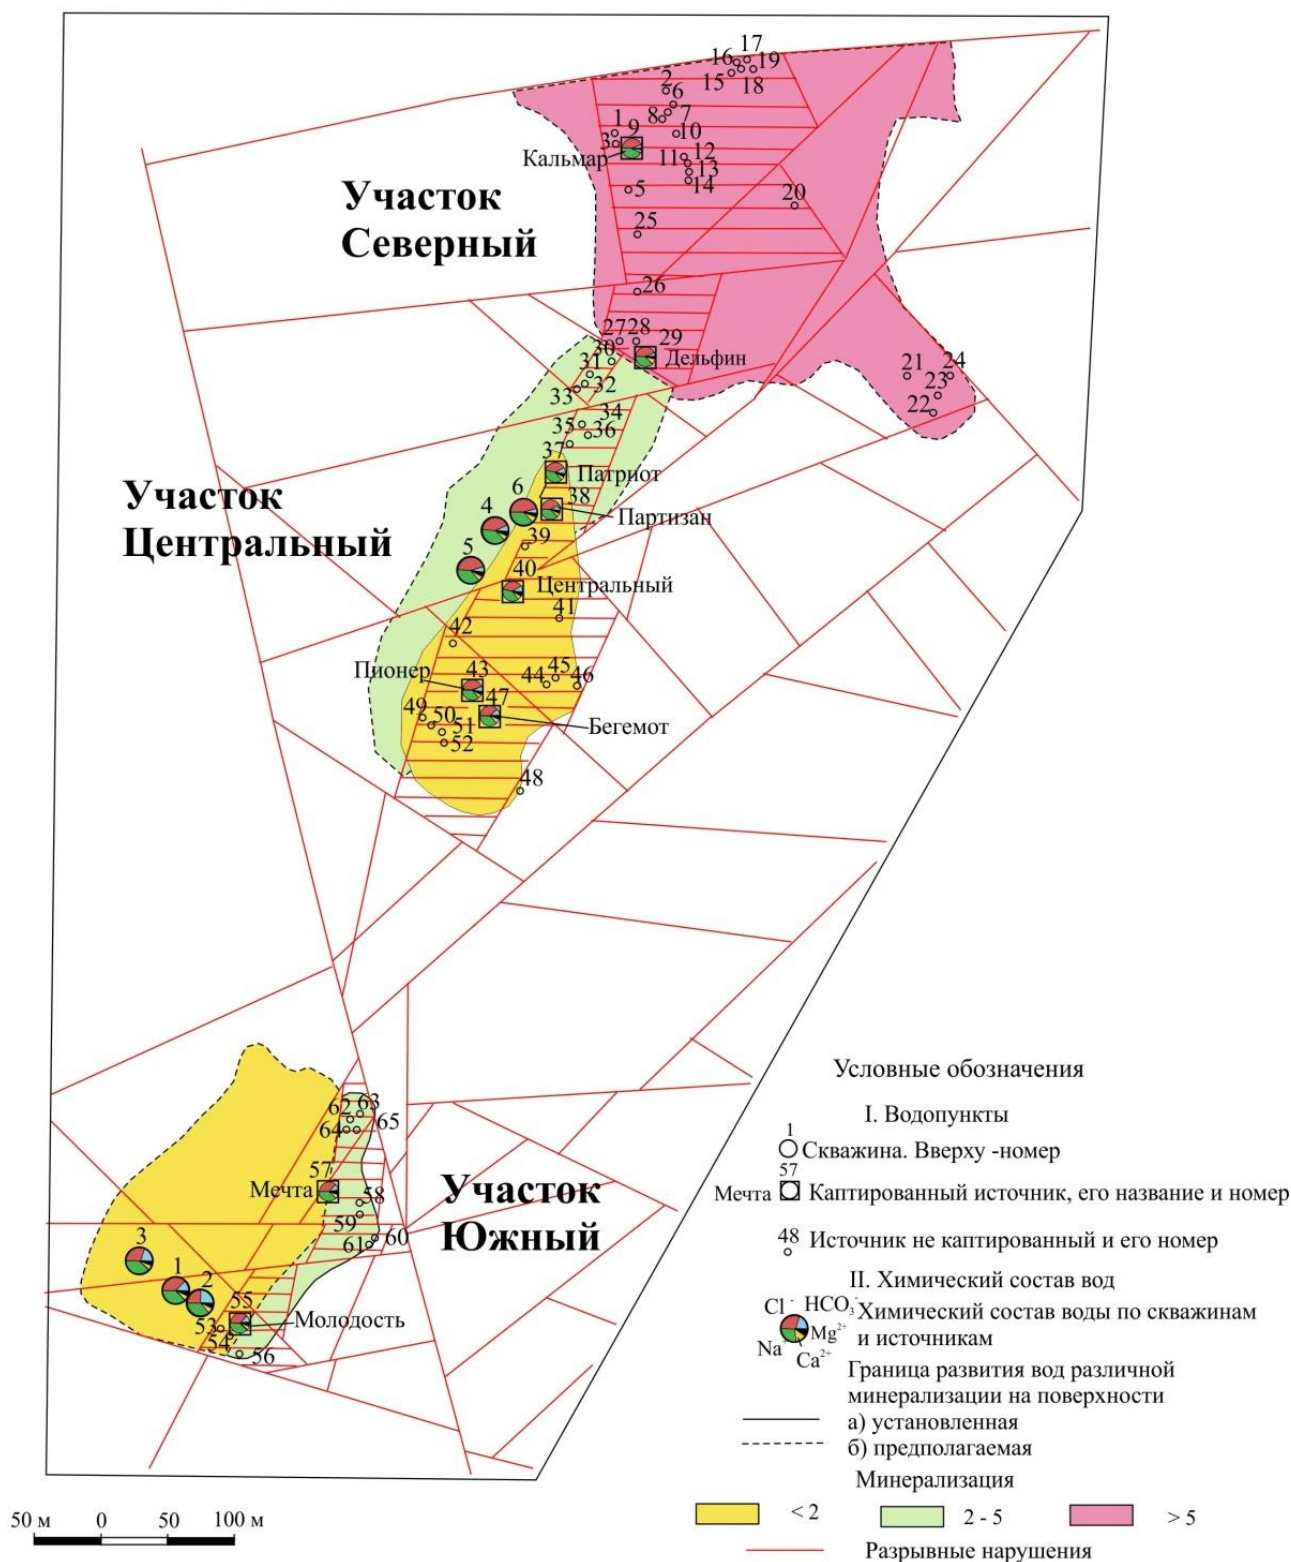 17
16
19
15
18
2
6
8
7
1
9
10
3
Кальмар
11
12
13
14
5
20
25
Участок
Северный
26
27
28
29
30
Дельфин
31
32
33
21
24
23
22
34
35
36
37
Патриот
6
38
4
Партизан
Участок
Центральный
39
5
40
Центральный
41
42
Пионер
43
44
45
46
47
49
50
51
52
Бегемот
48
62
63
64
65
57
Мечта
58
59
60
61
Участок
Южный
3
1
2
55
53
54
Молодость
56
Условные обозначения
I. Водопункты
1
Скважина. Вверху -номер
57
Мечта Каптированный источник, его название и номер
48
Источник не каптированный и его номер
II. Химический состав вод
Cl⁻ HCO₃⁻ Химический состав воды по скважинам
Mg²⁺ и источникам
Na
Ca²⁺
Граница развития вод различной
минерализации на поверхности
а) установленная
б) предполагаемая
Минерализация
< 2
2 - 5
> 5
Разрывные нарушения
50 м 0 50 100 м